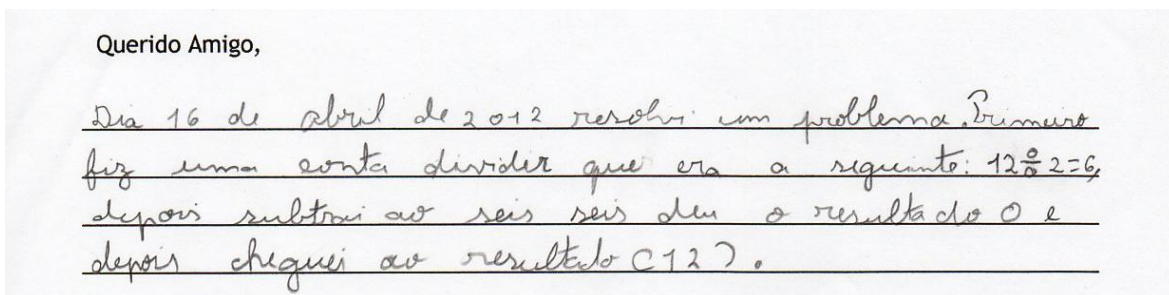 Querido Amigo,
Dia 16 de abril de 2012 resolvi um problema. Primeiro
fiz uma conta divider que era a seguinte: 12÷2=6,
depois subtrai ao seis seis deu o resultado 0 e
depois cheguei ao resultado (12).